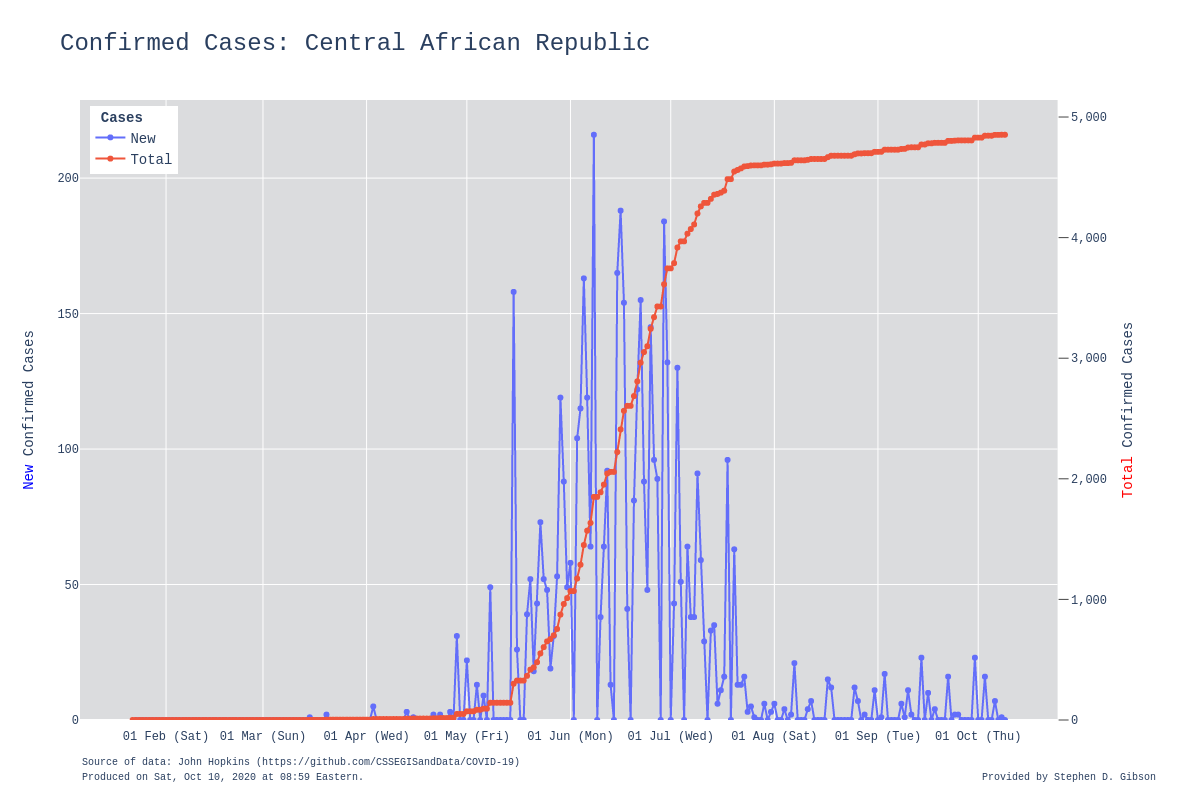 Confirmed Cases: Central African Republic
Cases
New
Total
200
150
100
50
0
5,000
4,000
3,000
2,000
1,000
0
New Confirmed Cases
Total Confirmed Cases
01 Feb (Sat) 01 Mar (Sun) 01 Apr (Wed) 01 May (Fri) 01 Jun (Mon) 01 Jul (Wed) 01 Aug (Sat) 01 Sep (Tue) 01 Oct (Thu)
Source of data: John Hopkins (https://github.com/CSSEGISandData/COVID-19)
Produced on Sat, Oct 10, 2020 at 08:59 Eastern.
Provided by Stephen D. Gibson